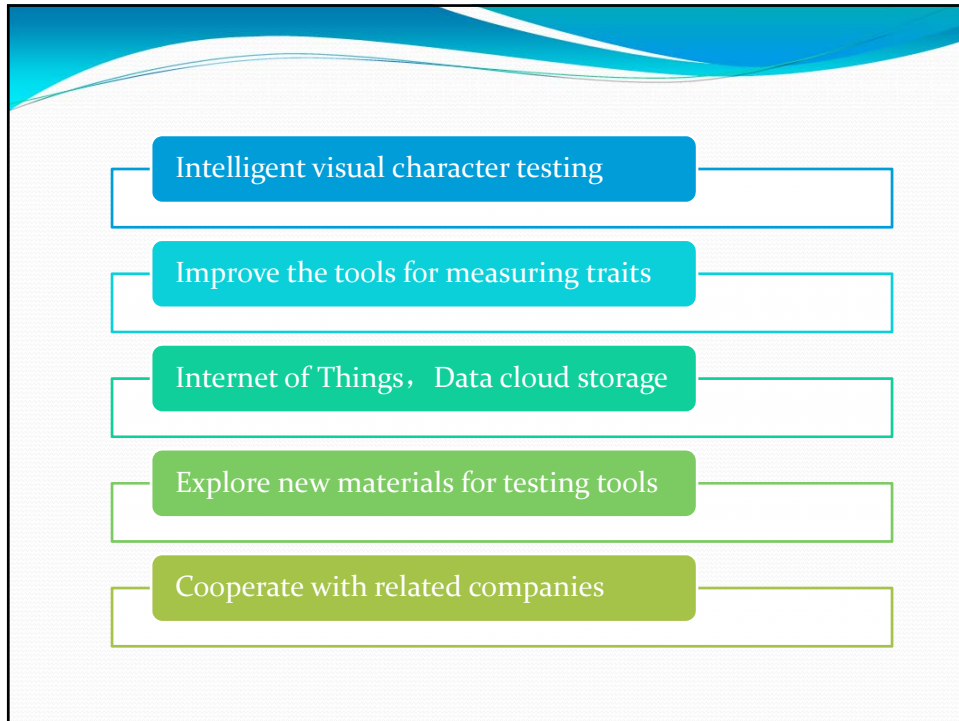 Intelligent visual character testing
Improve the tools for measuring traits
Internet of Things，Data cloud storage
Explore new materials for testing tools
Cooperate with related companies